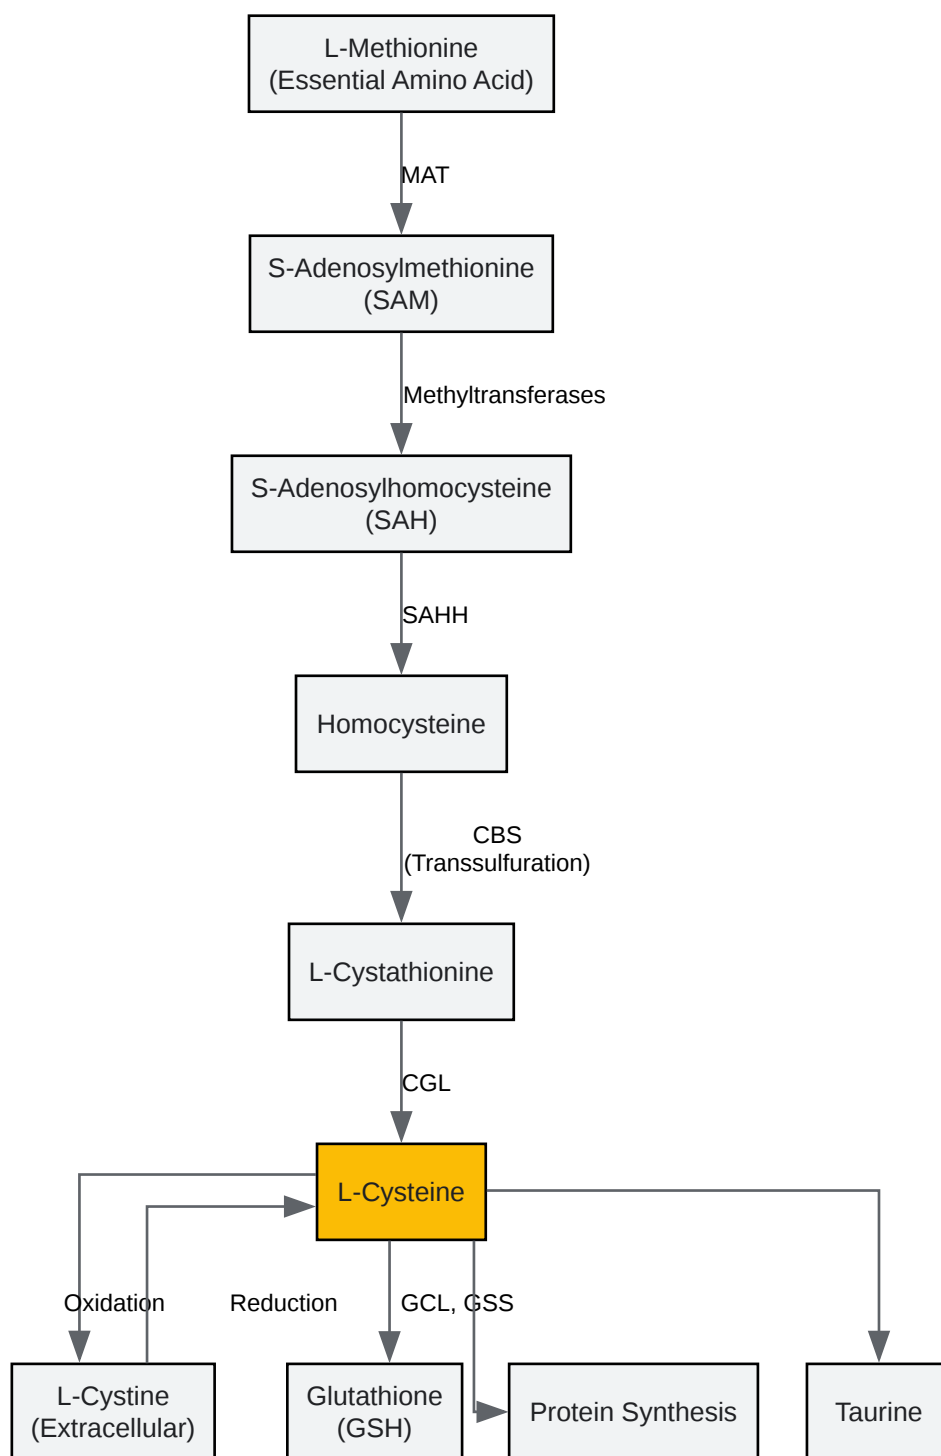 L-Methionine
(Essential Amino Acid)
MAT
S-Adenosylmethionine
(SAM)
Methyltransferases
S-Adenosylhomocysteine
(SAH)
SAHH
Homocysteine
CBS
(Transsulfuration)
L-Cystathionine
CGL
L-Cysteine
Oxidation
Reduction
GCL, GSS
L-Cystine
(Extracellular)
Glutathione
(GSH)
Protein Synthesis
Taurine